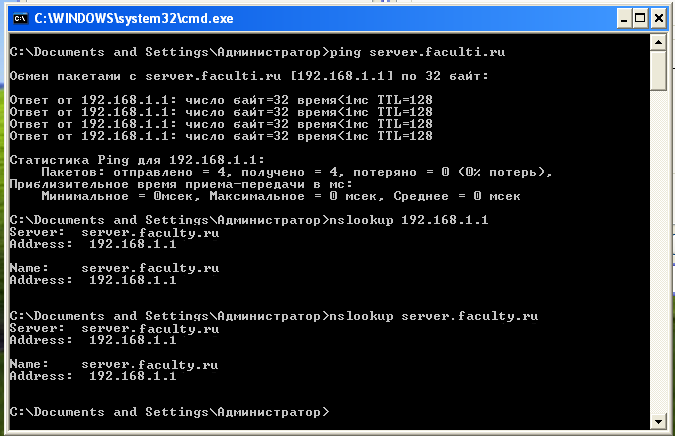 C:\WINDOWS\system32\cmd.exe
C:\Documents and Settings\Администратор>ping server.faculti.ru
Обмен пакетами с server.faculti.ru [192.168.1.1] по 32 байт:
Ответ от 192.168.1.1: число байт=32 время<1мс TTL=128
Ответ от 192.168.1.1: число байт=32 время<1мс TTL=128
Ответ от 192.168.1.1: число байт=32 время<1мс TTL=128
Ответ от 192.168.1.1: число байт=32 время<1мс TTL=128
Статистика Ping для 192.168.1.1:
Пакетов: отправлено = 4, получено = 4, потеряно = 0 (0% потерь),
Приблизительное время приема-передачи в мс:
Минимальное = 0мсек, Максимальное = 0 мсек, Среднее = 0 мсек
C:\Documents and Settings\Администратор>nslookup 192.168.1.1
Server: server.faculty.ru
Address: 192.168.1.1
Name: server.faculty.ru
Address: 192.168.1.1
C:\Documents and Settings\Администратор>nslookup server.faculty.ru
Server: server.faculty.ru
Address: 192.168.1.1
Name: server.faculty.ru
Address: 192.168.1.1
C:\Documents and Settings\Администратор>